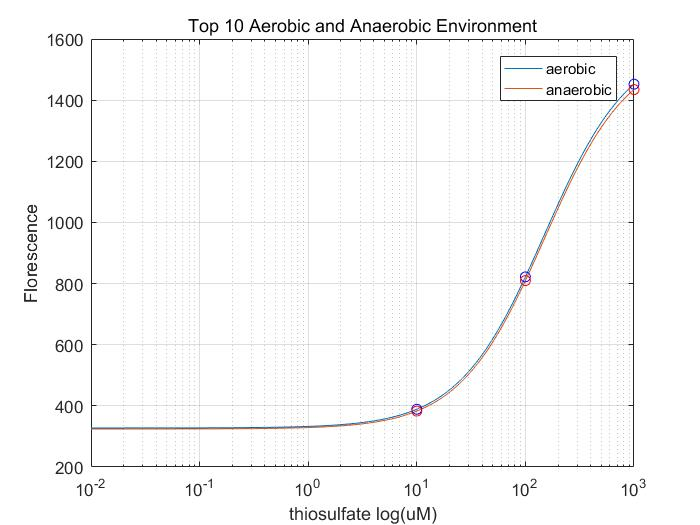 Top 10 Aerobic and Anaerobic Environment
1600
1400
1200
1000
800
600
400
200
Florescence
aerobic
anaerobic
10^-2
10^-1
10^0
10^1
10^2
10^3
thiosulfate log(uM)